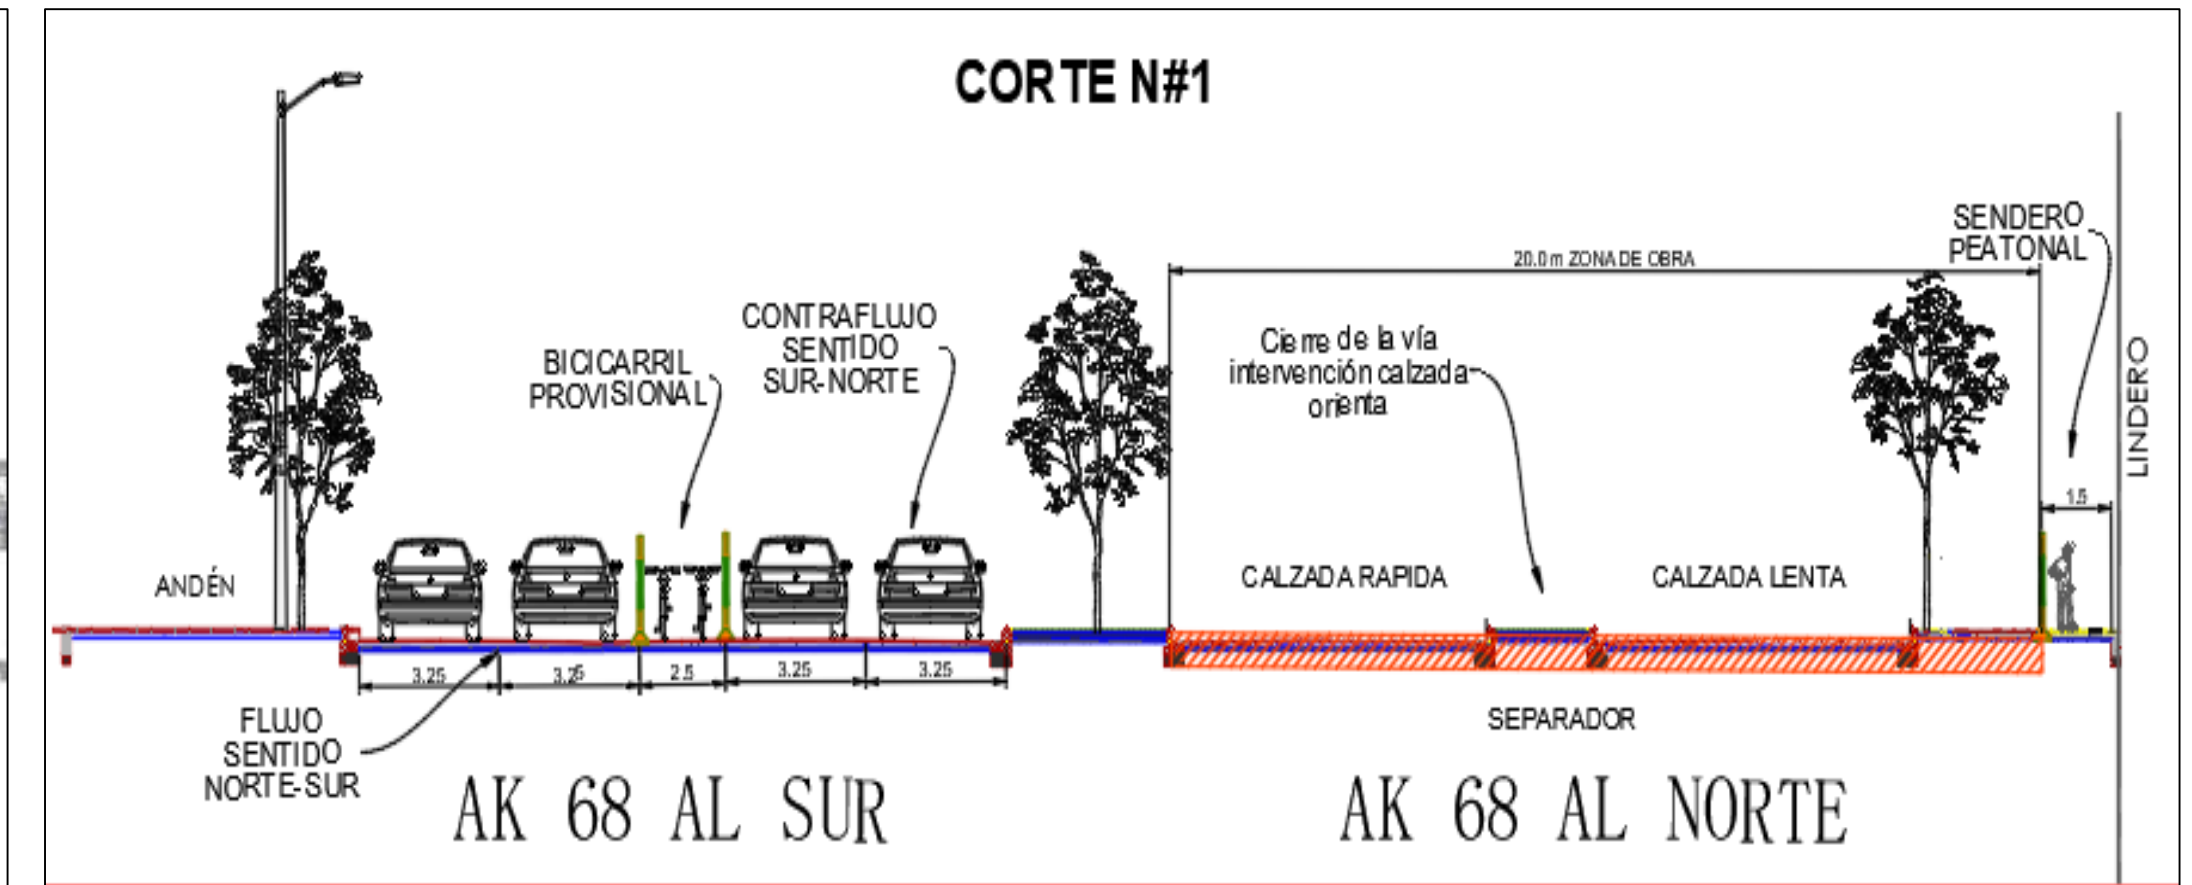 CORTE N#1
SENDERO
PEATONAL
20.0m ZONA DE OBRA
CONTRAFLUJO
SENTIDO
SUR-NORTE
BICICARRIL
PROVISIONAL
Cierre de la vía
intervención calzada
orienta
LINDERO
1.5
ANDÉN
CALZADA RAPIDA
CALZADA LENTA
3.25
3.25
2.5
3.25
3.25
FLUJO
SENTIDO
NORTE-SUR
SEPARADOR
AK 68 AL SUR
AK 68 AL NORTE